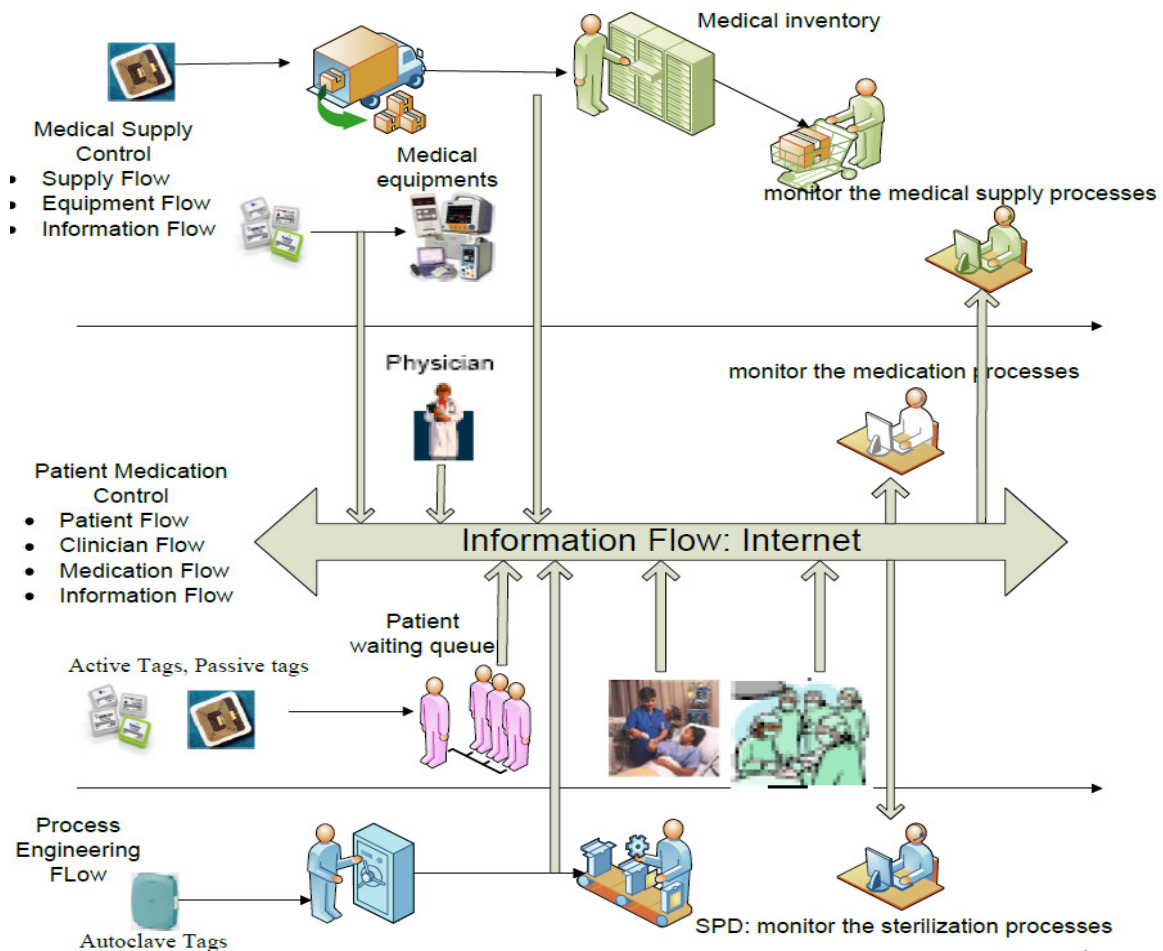 Medical inventory
Medical Supply
Control
• Supply Flow
• Equipment Flow
• Information Flow
Medical
equipments
monitor the medical supply processes
Physician
monitor the medication processes
Patient Medication
Control
• Patient Flow
• Clinician Flow
• Medication Flow
• Information Flow
Information Flow: Internet
Patient
waiting queue
Active Tags, Passive tags
Process
Engineering
FLow
Autoclave Tags
SPD: monitor the sterilization processes